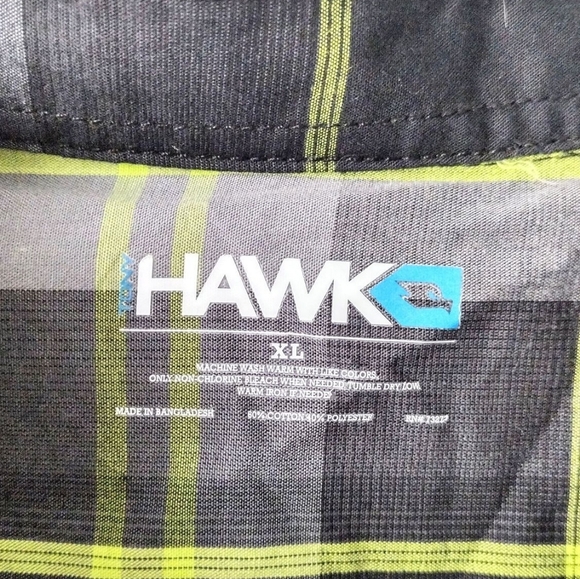 TONY
HAWK
XL
MACHINE WASH WARM WITH LIKE COLORS,
ONLY NON-CHLORINE BLEACH WHEN NEEDED, TUMBLE DRY LOW,
WARM IRON IF NEEDED
MADE IN BANGLADESH 60% COTTON 40% POLYESTER